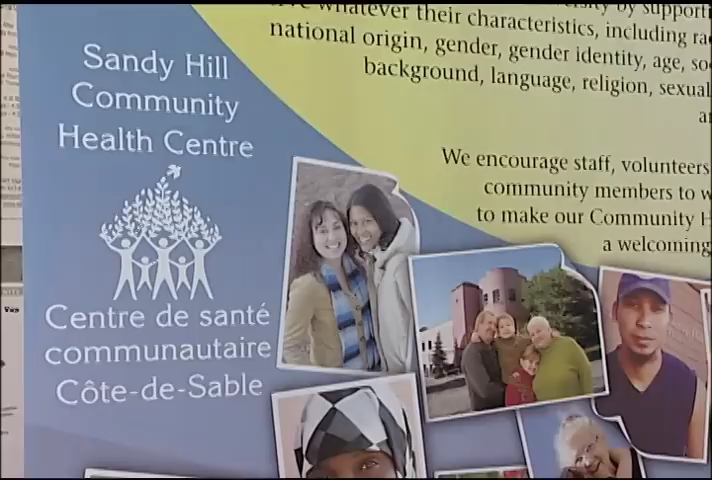 Sandy Hill
Community
Health Centre
Centre de santé
communautaire
Côte-de-Sable
by
whatever their characteristics, including
national origin, gender, gender identity, age,
background, language, religion,
We encourage staff, volunteers
community members to
to make our Community
a welcoming